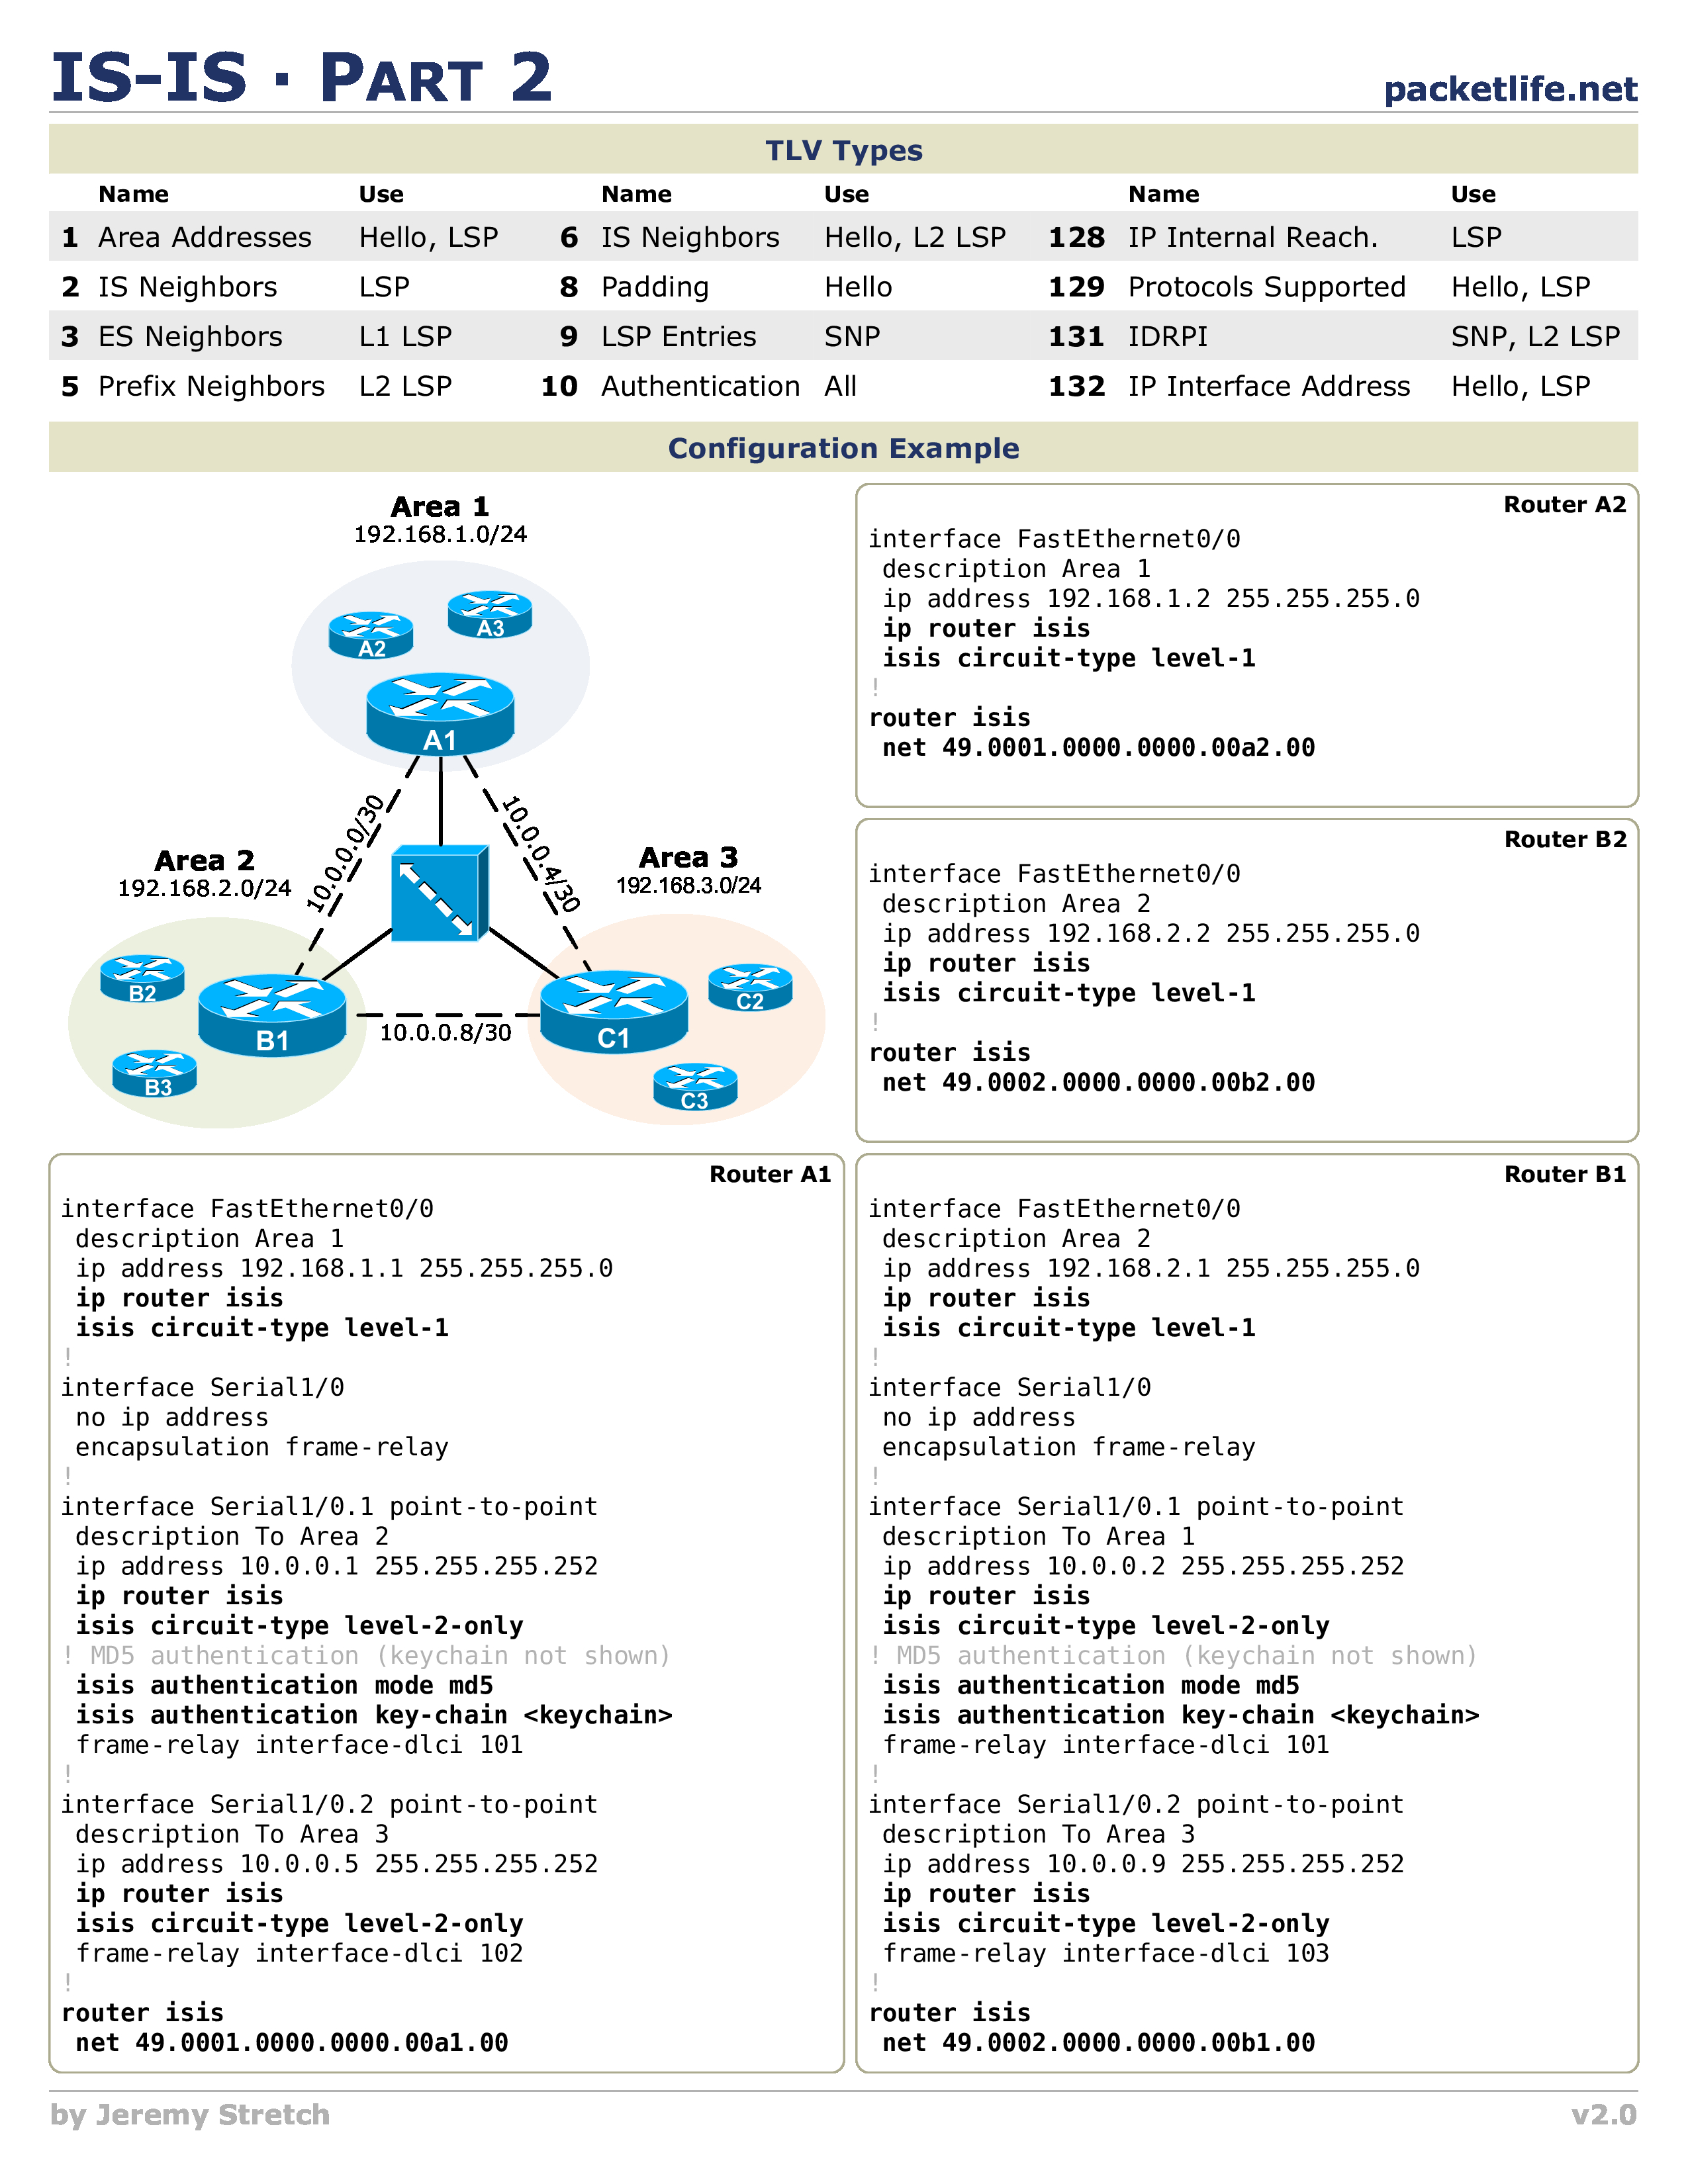 IS-IS · PART 2
packetlife.net
TLV Types
Name Use Name Use Name Use
1 Area Addresses Hello, LSP 6 IS Neighbors Hello, L2 LSP 128 IP Internal Reach. LSP
2 IS Neighbors LSP 8 Padding Hello 129 Protocols Supported Hello, LSP
3 ES Neighbors L1 LSP 9 LSP Entries SNP 131 IDRPI SNP, L2 LSP
5 Prefix Neighbors L2 LSP 10 Authentication All 132 IP Interface Address Hello, LSP
Configuration Example
Area 1
192.168.1.0/24
A3
A2
A1
10.0.0.0/30
10.0.0.4/30
Area 2
192.168.2.0/24
Area 3
192.168.3.0/24
B2
B1
B3
10.0.0.8/30
C1
C2
C3
Router A2
interface FastEthernet0/0
 description Area 1
 ip address 192.168.1.2 255.255.255.0
 ip router isis
 isis circuit-type level-1
!
router isis
 net 49.0001.0000.0000.00a2.00
Router B2
interface FastEthernet0/0
 description Area 2
 ip address 192.168.2.2 255.255.255.0
 ip router isis
 isis circuit-type level-1
!
router isis
 net 49.0002.0000.0000.00b2.00
Router A1
interface FastEthernet0/0
 description Area 1
 ip address 192.168.1.1 255.255.255.0
 ip router isis
 isis circuit-type level-1
!
interface Serial1/0
 no ip address
 encapsulation frame-relay
!
interface Serial1/0.1 point-to-point
 description To Area 2
 ip address 10.0.0.1 255.255.255.252
 ip router isis
 isis circuit-type level-2-only
! MD5 authentication (keychain not shown)
 isis authentication mode md5
 isis authentication key-chain <keychain>
 frame-relay interface-dlci 101
!
interface Serial1/0.2 point-to-point
 description To Area 3
 ip address 10.0.0.5 255.255.255.252
 ip router isis
 isis circuit-type level-2-only
 frame-relay interface-dlci 102
!
router isis
 net 49.0001.0000.0000.00a1.00
Router B1
interface FastEthernet0/0
 description Area 2
 ip address 192.168.2.1 255.255.255.0
 ip router isis
 isis circuit-type level-1
!
interface Serial1/0
 no ip address
 encapsulation frame-relay
!
interface Serial1/0.1 point-to-point
 description To Area 1
 ip address 10.0.0.2 255.255.255.252
 ip router isis
 isis circuit-type level-2-only
! MD5 authentication (keychain not shown)
 isis authentication mode md5
 isis authentication key-chain <keychain>
 frame-relay interface-dlci 101
!
interface Serial1/0.2 point-to-point
 description To Area 3
 ip address 10.0.0.9 255.255.255.252
 ip router isis
 isis circuit-type level-2-only
 frame-relay interface-dlci 103
!
router isis
 net 49.0002.0000.0000.00b1.00
by Jeremy Stretch
v2.0